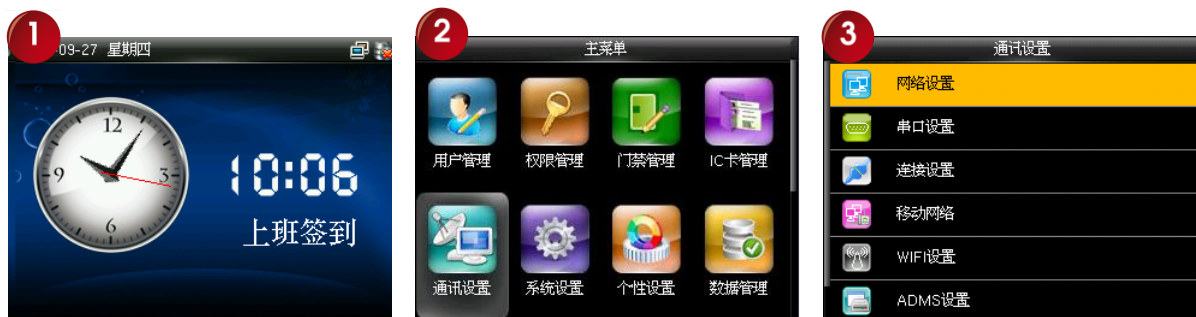 1
09-27 星期四
12
9
3
6
10:06
上班签到
2
主菜单
用户管理 权限管理 门禁管理 IC卡管理
通讯设置 系统设置 个性设置 数据管理
3
通讯设置
网络设置
串口设置
连接设置
移动网络
WIFI设置
ADMS设置